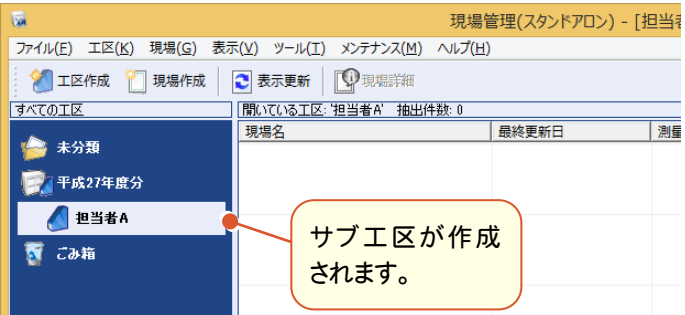 現場管理(スタンドアロン) - [担当者
ファイル(F) 工区(K) 現場(G) 表示(V) ツール(T) メンテナンス(M) ヘルプ(H)
工区作成 現場作成 表示更新 現場詳細
すべての工区 開いている工区: '担当者A' 抽出件数: 0
現場名 最終更新日 測量
未分類
平成27年度分
担当者A
ごみ箱
サブ工区が作成
されます。